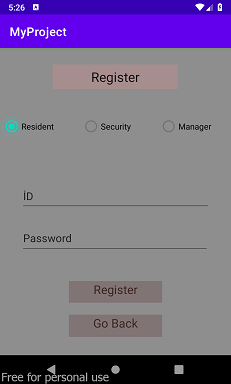 5:26
MyProject
Register
Resident Security Manager
İD
Password
Register
Go Back
Free for personal use